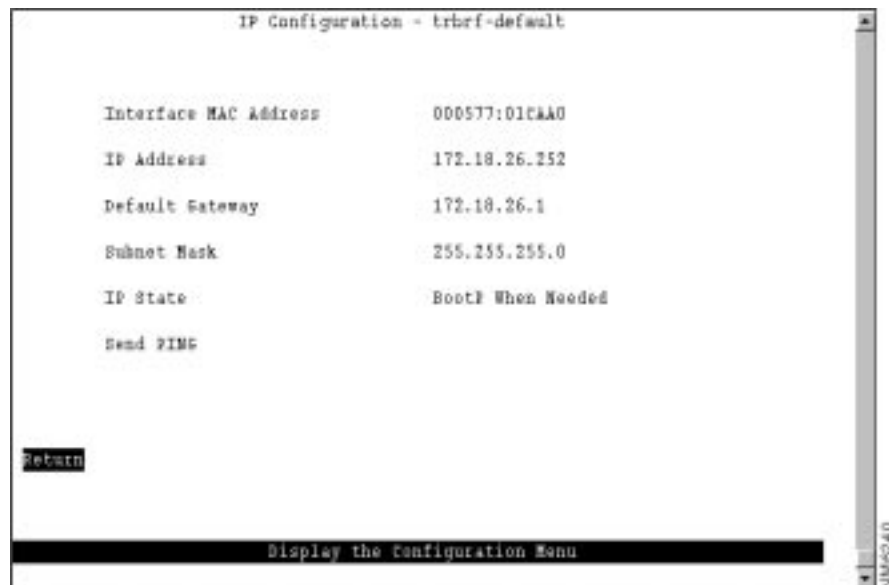 IP Configuration - trbrf-default
Interface MAC Address 000577:01CAA0
IP Address 172.18.26.252
Default Gateway 172.18.26.1
Subnet Mask 255.255.255.0
IP State BootP When Needed
Send PING
Return
Display the Configuration Menu